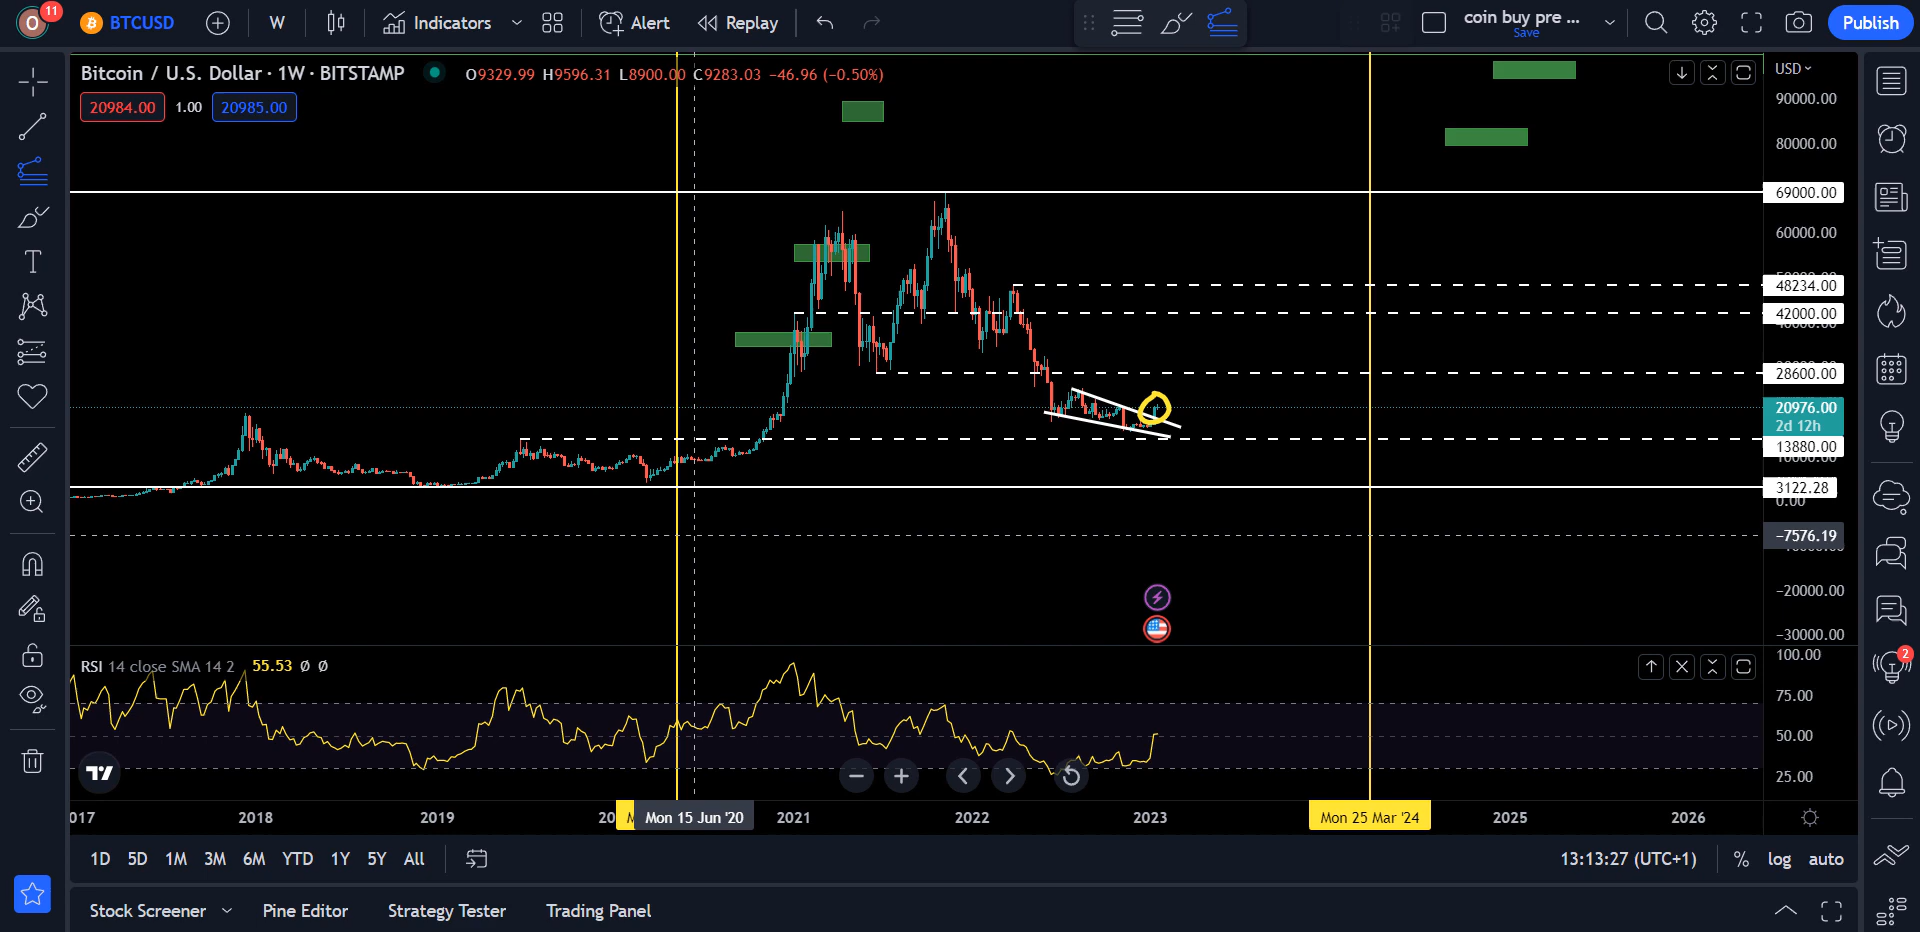 O 11 BTCUSD W Indicators Alert Replay coin buy pre ... Save Publish
Bitcoin / U.S. Dollar · 1W · BITSTAMP O9329.99 H9596.31 L8900.00 C9283.03 −46.96 (−0.50%)
USD
20984.00 1.00 20985.00
90000.00
80000.00
69000.00
60000.00
48234.00
42000.00
28600.00
20976.00
2d 12h
13880.00
3122.28
0.00
−7576.19
−20000.00
−30000.00
RSI 14 close SMA 14 2 55.53 Ø Ø
100.00
75.00
50.00
25.00
2
017 2018 2019 20 M Mon 15 Jun '20 2021 2022 2023 Mon 25 Mar '24 2025 2026
1D 5D 1M 3M 6M YTD 1Y 5Y All 13:13:27 (UTC+1) % log auto
Stock Screener Pine Editor Strategy Tester Trading Panel